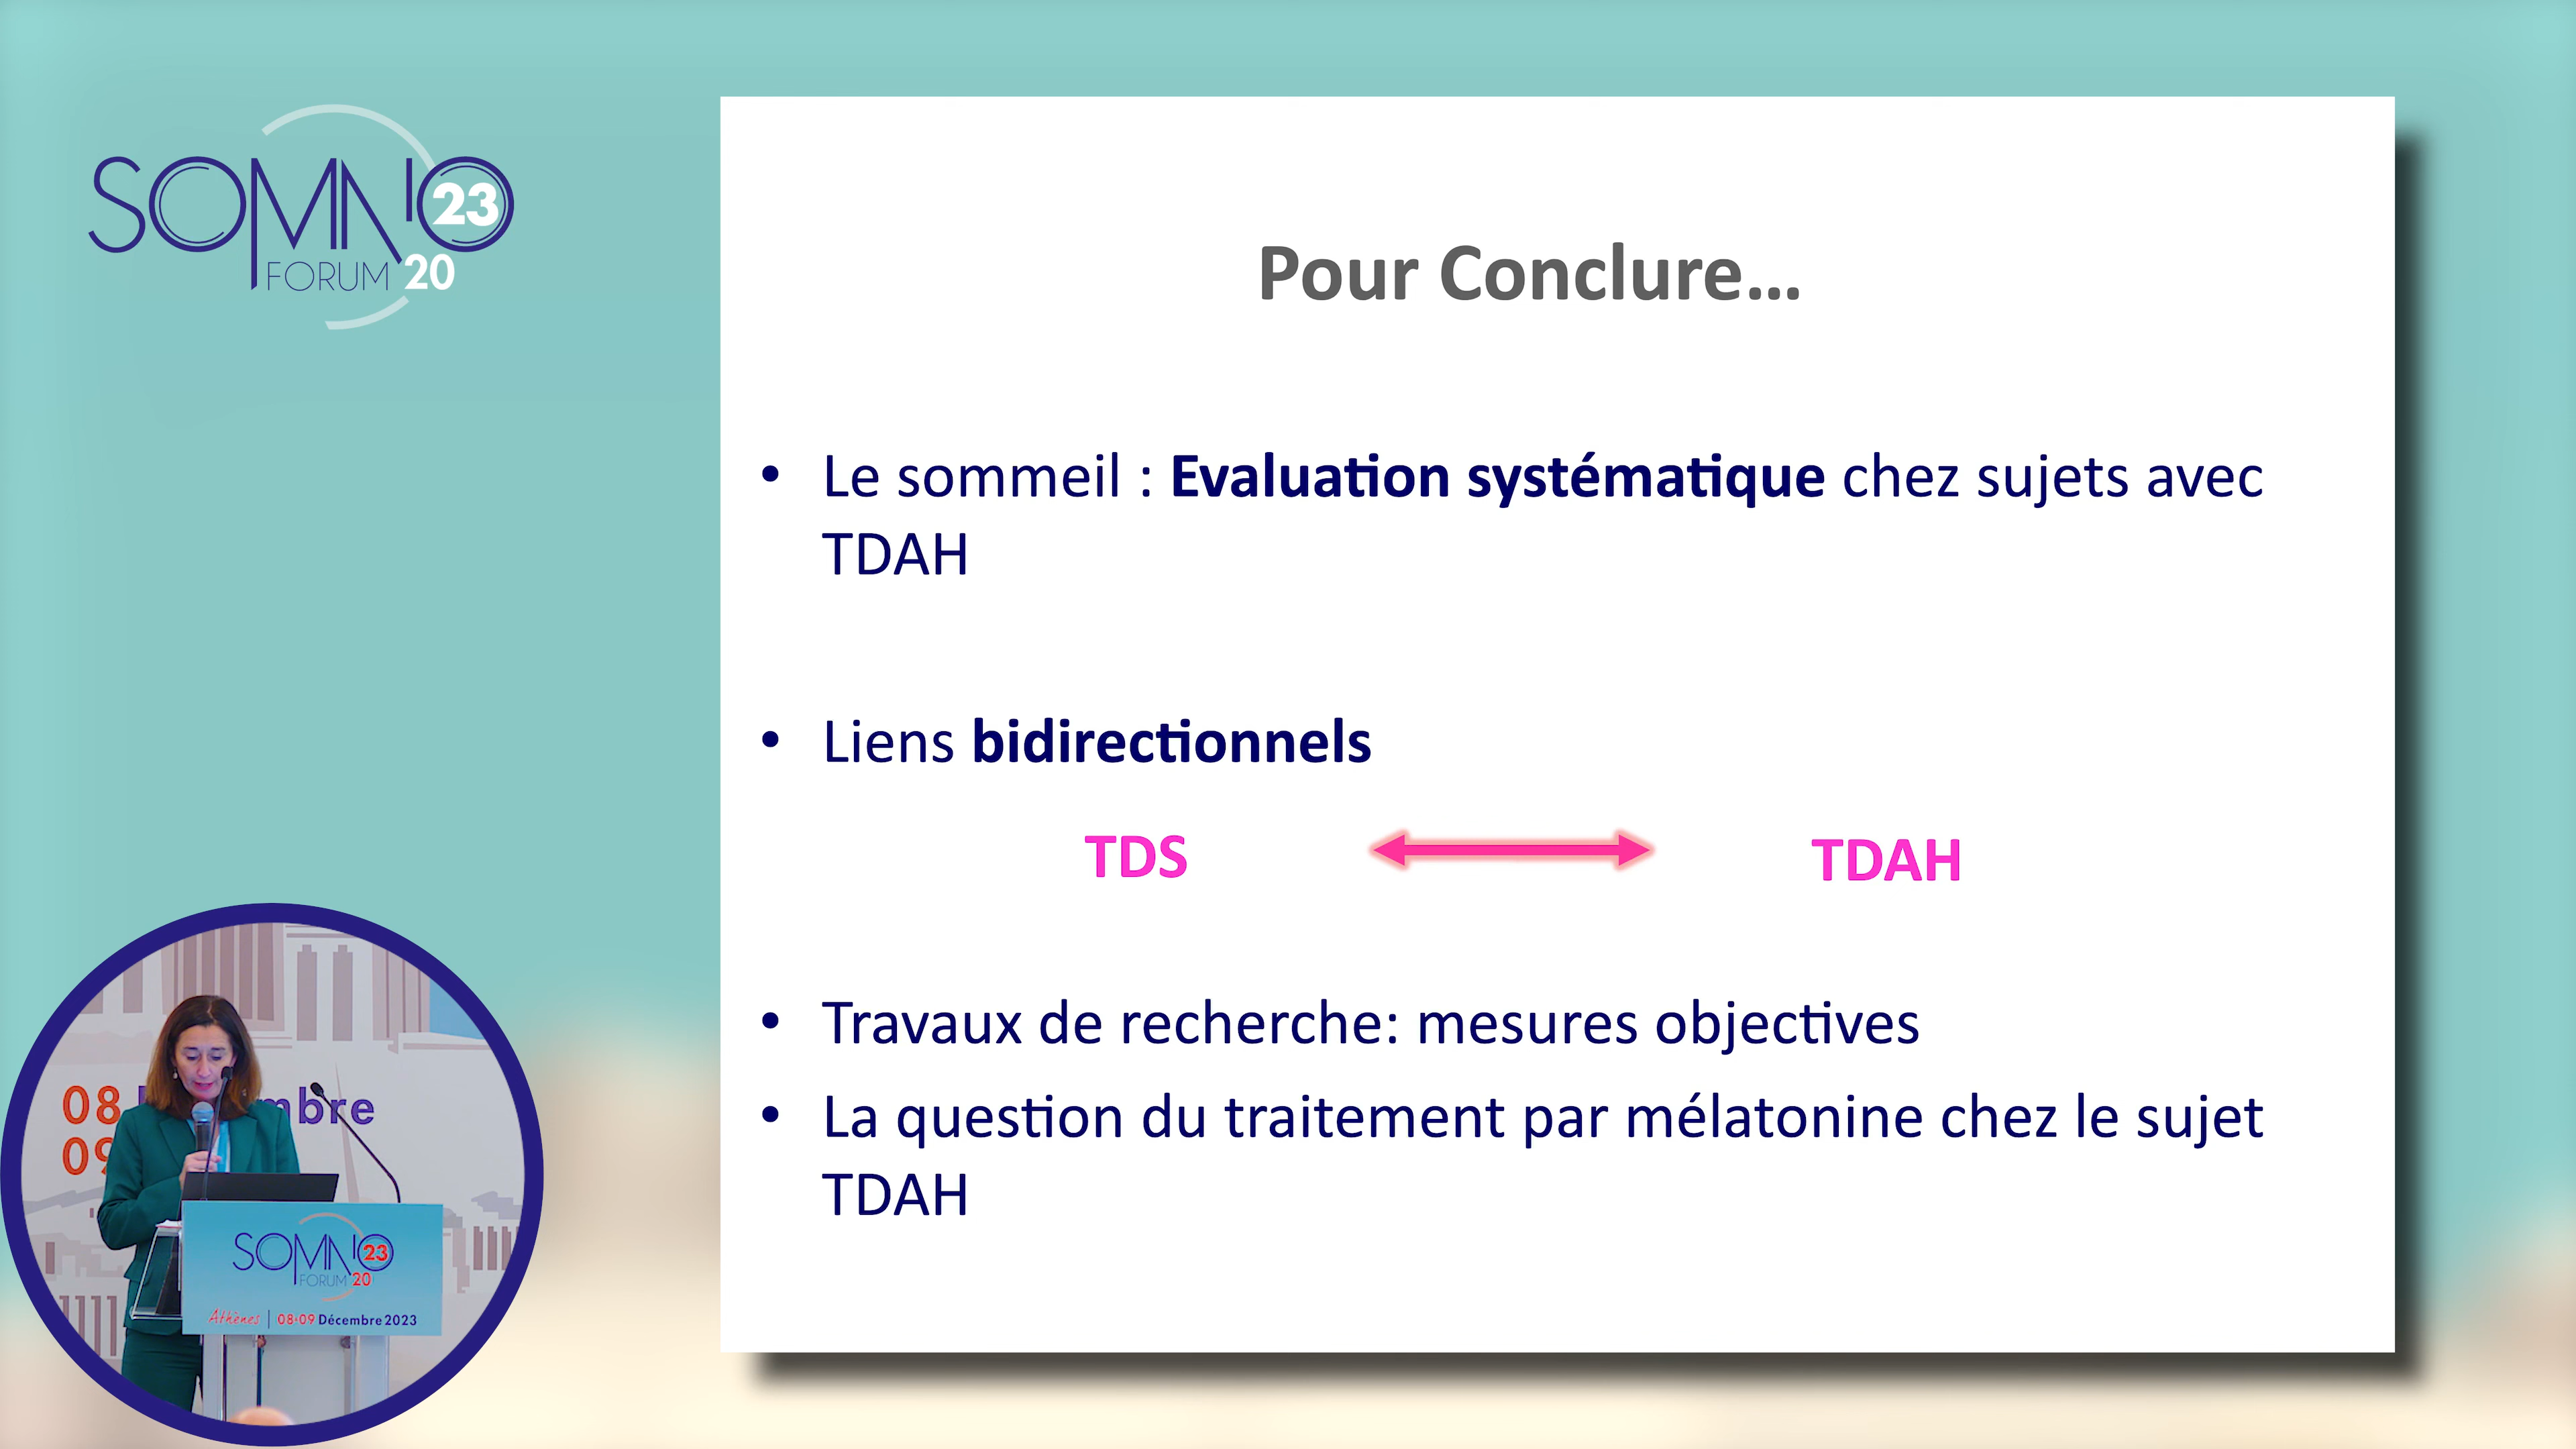 SOMNO 23
FORUM 20
Pour Conclure...
• Le sommeil : Evaluation systématique chez sujets avec
TDAH
• Liens bidirectionnels
TDS TDAH
• Travaux de recherche: mesures objectives
• La question du traitement par mélatonine chez le sujet
TDAH
08
mbre
09
SOMNO 23
FORUM 20
Athènes | 08-09 Décembre 2023